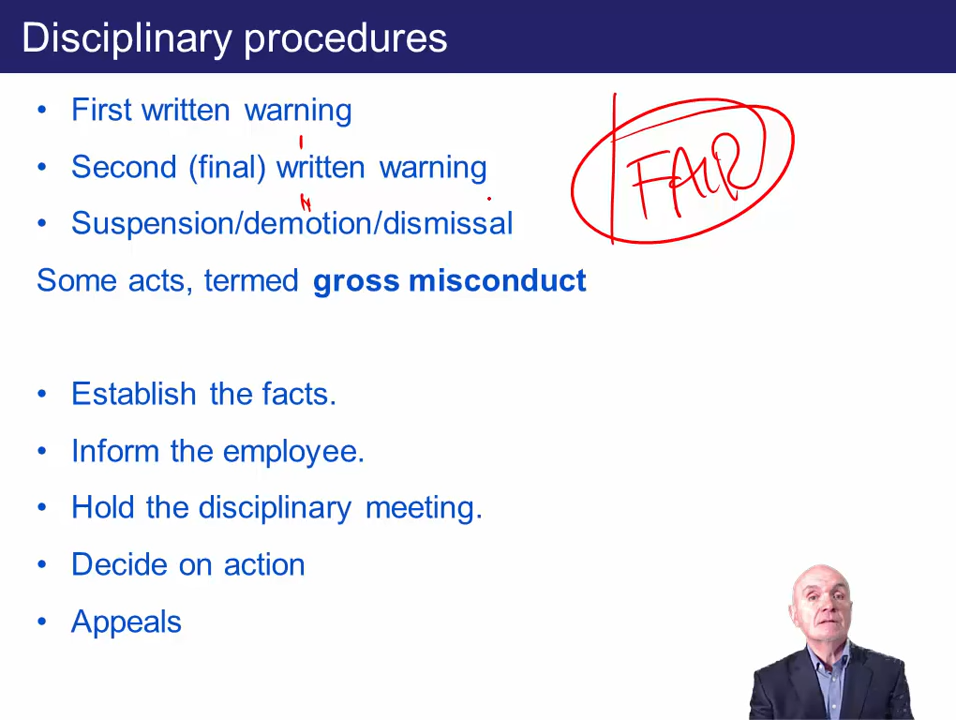 Disciplinary procedures
• First written warning
• Second (final) written warning
• Suspension/demotion/dismissal
FAIR
Some acts, termed gross misconduct
• Establish the facts.
• Inform the employee.
• Hold the disciplinary meeting.
• Decide on action
• Appeals